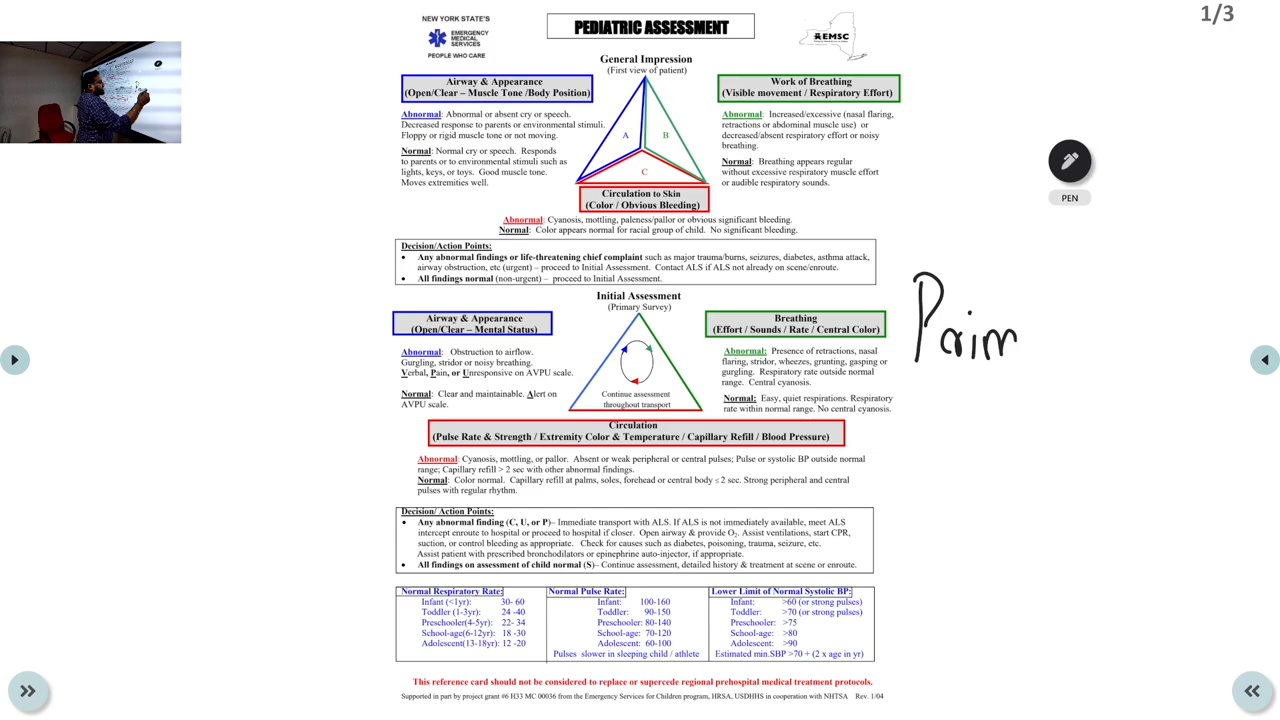 1/3
NEW YORK STATE'S
EMERGENCY
MEDICAL
SERVICES
PEOPLE WHO CARE
PEDIATRIC ASSESSMENT
EMSC
General Impression
(First view of patient)
Airway & Appearance
(Open/Clear – Muscle Tone /Body Position)
Abnormal: Abnormal or absent cry or speech.
Decreased response to parents or environmental stimuli.
Floppy or rigid muscle tone or not moving.
Normal: Normal cry or speech. Responds
to parents or to environmental stimuli such as
lights, keys, or toys. Good muscle tone.
Moves extremities well.
A
B
C
Work of Breathing
(Visible movement / Respiratory Effort)
Abnormal: Increased/excessive (nasal flaring,
retractions or abdominal muscle use) or
decreased/absent respiratory effort or noisy
breathing.
Normal: Breathing appears regular
without excessive respiratory muscle effort
or audible respiratory sounds.
Circulation to Skin
(Color / Obvious Bleeding)
Abnormal: Cyanosis, mottling, paleness/pallor or obvious significant bleeding.
Normal: Color appears normal for racial group of child. No significant bleeding.
Decision/Action Points:
• Any abnormal findings or life-threatening chief complaint such as major trauma/burns, seizures, diabetes, asthma attack,
airway obstruction, etc (urgent) – proceed to Initial Assessment. Contact ALS if ALS not already on scene/enroute.
• All findings normal (non-urgent) – proceed to Initial Assessment.
Initial Assessment
(Primary Survey)
Airway & Appearance
(Open/Clear – Mental Status)
Abnormal: Obstruction to airflow.
Gurgling, stridor or noisy breathing.
Verbal, Pain, or Unresponsive on AVPU scale.
Normal: Clear and maintainable. Alert on
AVPU scale.
Continue assessment
throughout transport
Breathing
(Effort / Sounds / Rate / Central Color)
Abnormal: Presence of retractions, nasal
flaring, stridor, wheezes, grunting, gasping or
gurgling. Respiratory rate outside normal
range. Central cyanosis.
Normal: Easy, quiet respirations. Respiratory
rate within normal range. No central cyanosis.
Circulation
(Pulse Rate & Strength / Extremity Color & Temperature / Capillary Refill / Blood Pressure)
Abnormal: Cyanosis, mottling, or pallor. Absent or weak peripheral or central pulses; Pulse or systolic BP outside normal
range; Capillary refill > 2 sec with other abnormal findings.
Normal: Color normal. Capillary refill at palms, soles, forehead or central body ≤ 2 sec. Strong peripheral and central
pulses with regular rhythm.
Decision/ Action Points:
• Any abnormal finding (C, U, or P)– Immediate transport with ALS. If ALS is not immediately available, meet ALS
intercept enroute to hospital or proceed to hospital if closer. Open airway & provide O2. Assist ventilations, start CPR,
suction, or control bleeding as appropriate. Check for causes such as diabetes, poisoning, trauma, seizure, etc.
Assist patient with prescribed bronchodilators or epinephrine auto-injector, if appropriate.
• All findings on assessment of child normal (S)– Continue assessment, detailed history & treatment at scene or enroute.
Normal Respiratory Rate:
Infant (<1yr): 30- 60
Toddler (1-3yr): 24 -40
Preschooler(4-5yr): 22- 34
School-age(6-12yr): 18 -30
Adolescent(13-18yr): 12 -20
Normal Pulse Rate:
Infant: 100-160
Toddler: 90-150
Preschooler: 80-140
School-age: 70-120
Adolescent: 60-100
Pulses slower in sleeping child / athlete
Lower Limit of Normal Systolic BP:
Infant: >60 (or strong pulses)
Toddler: >70 (or strong pulses)
Preschooler: >75
School-age: >80
Adolescent: >90
Estimated min.SBP >70 + (2 x age in yr)
This reference card should not be considered to replace or supercede regional prehospital medical treatment protocols.
Supported in part by project grant #6 H33 MC 00036 from the Emergency Services for Children program, HRSA, USDHHS in cooperation with NHTSA Rev. 1/04
PEN